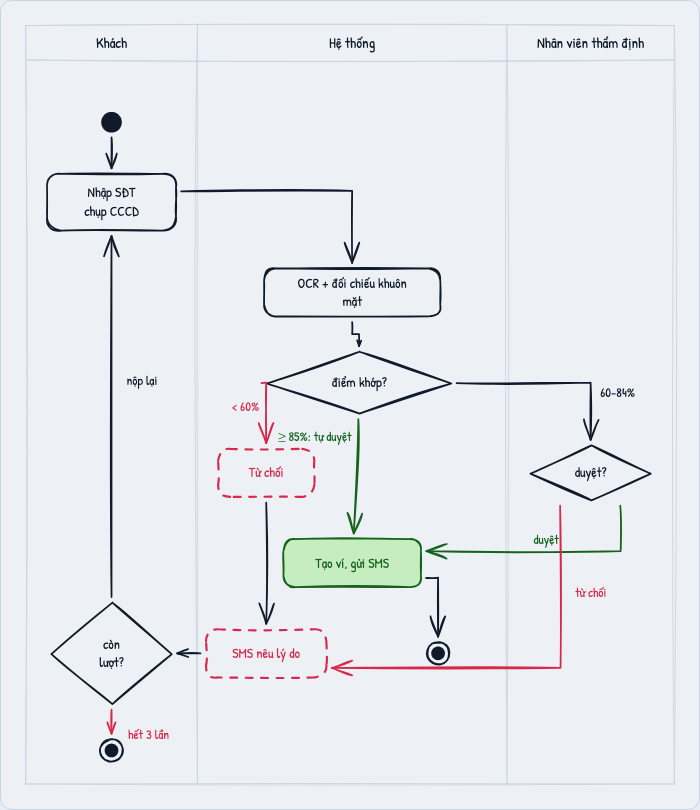 Khách
Hệ thống
Nhân viên thẩm định
Nhập SĐT
chụp CCCD
OCR + đối chiếu khuôn
mặt
điểm khớp?
nộp lại
< 60%
60–84%
≥ 85%: tự duyệt
Từ chối
duyệt?
duyệt
Tạo ví, gửi SMS
từ chối
còn
lượt?
SMS nêu lý do
hết 3 lần